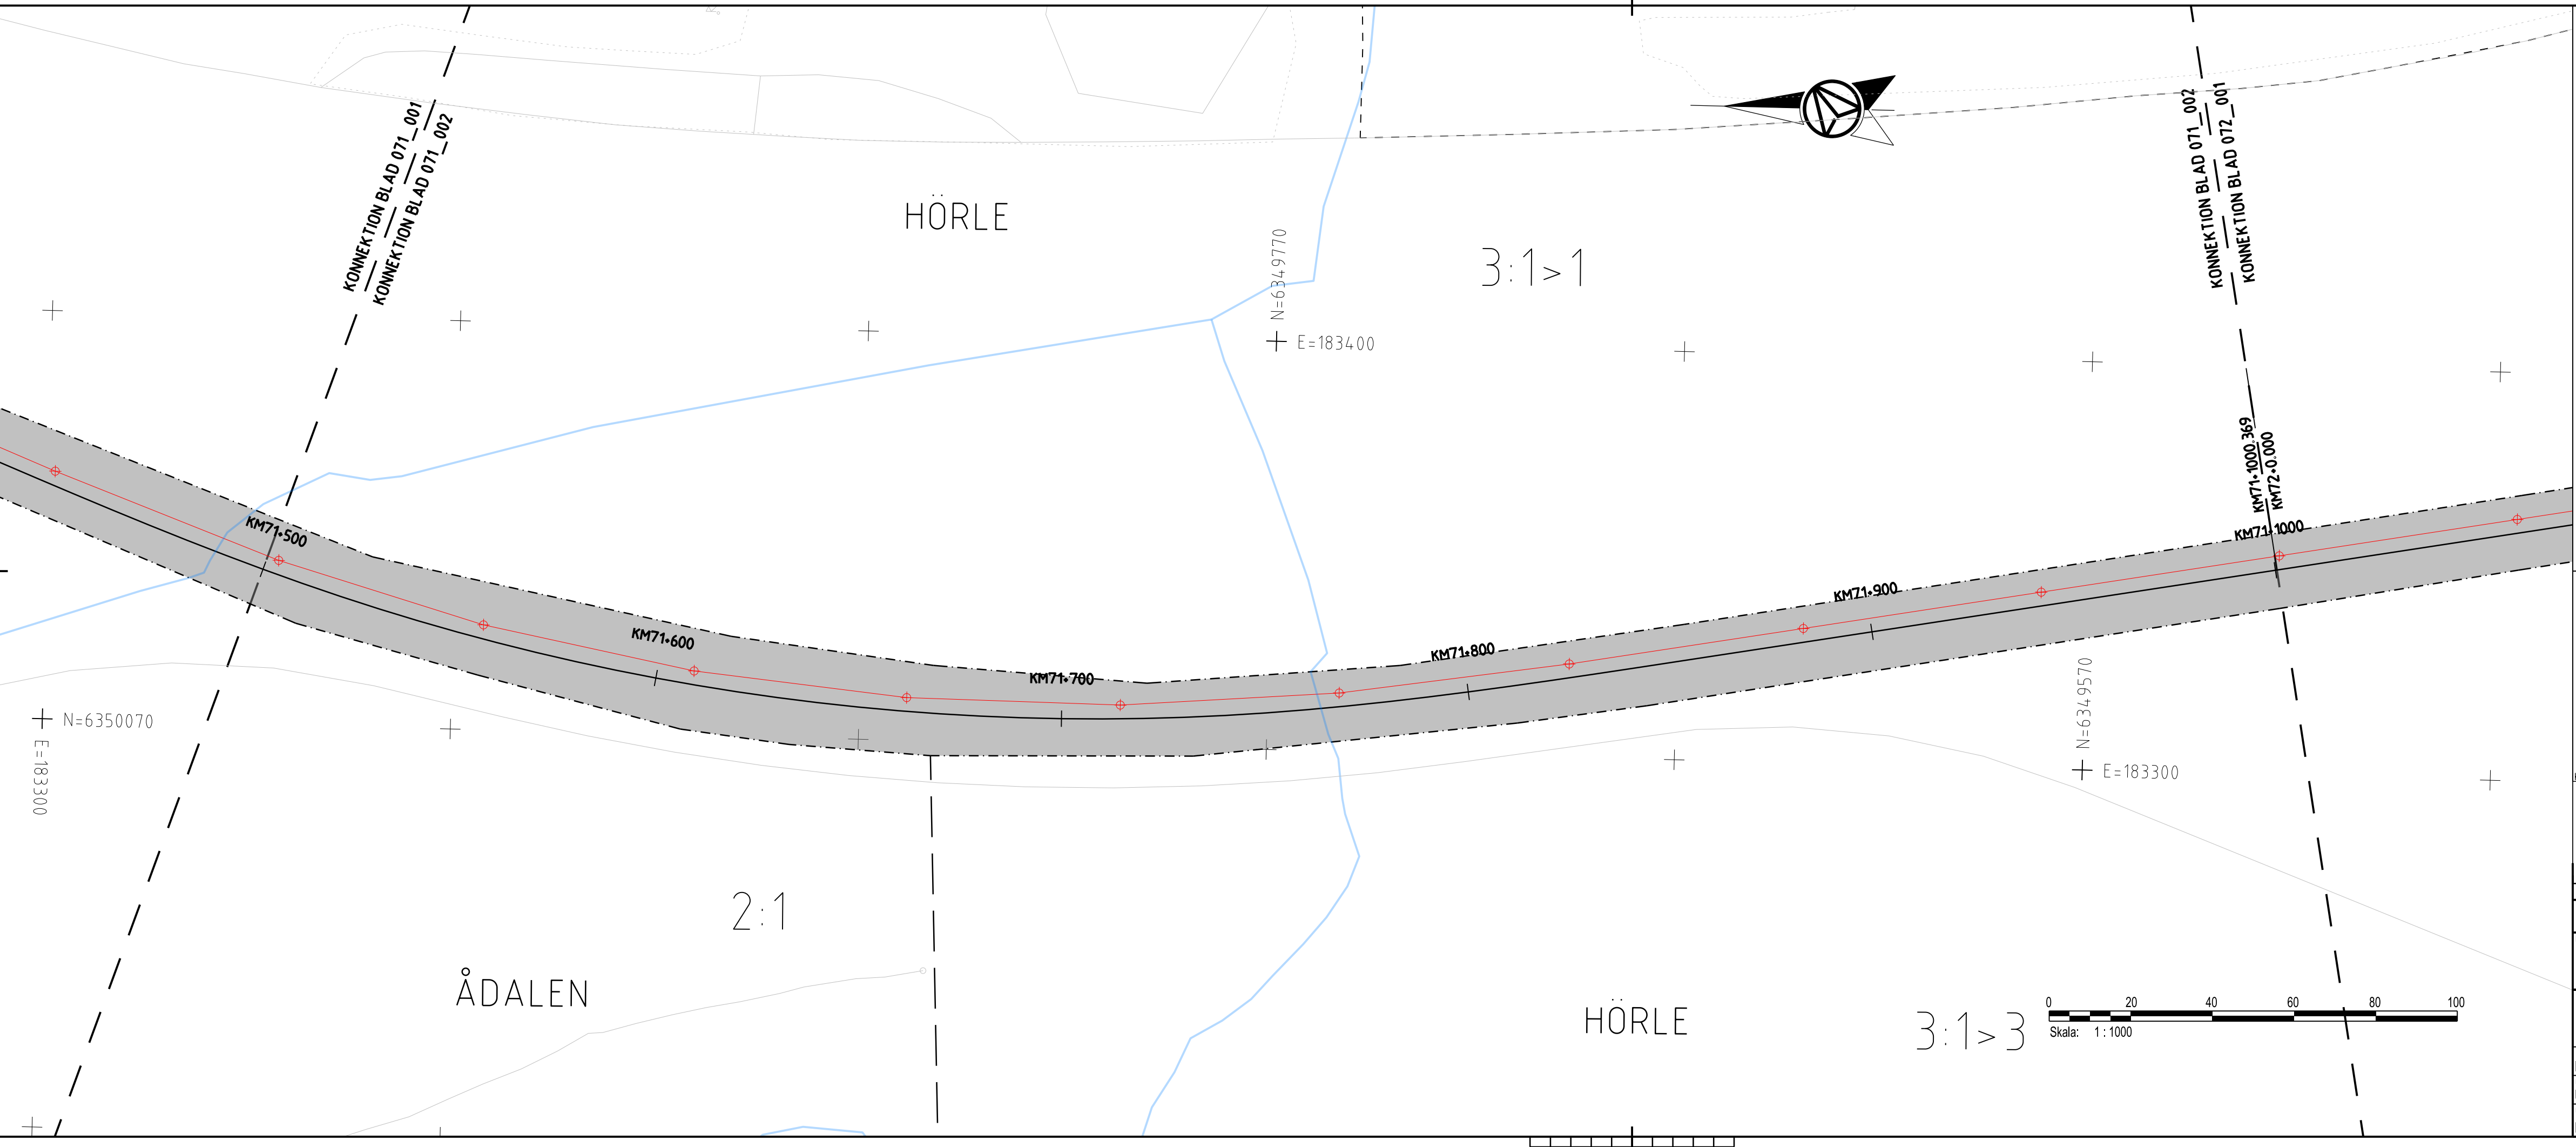 KONNEKTION BLAD 071_001
KONNEKTION BLAD 071_002
HÖRLE
N=6349770
E=183400
3:1>1
KONNEKTION BLAD 071_002
KONNEKTION BLAD 072_001
KM71+1000.369
KM72+0.000
KM71+500
KM71+600
KM71+700
KM71+800
KM71+900
KM71+1000
N=6350070
E=183300
N=6349570
E=183300
2:1
ÅDALEN
HÖRLE
3:1>3
0 20 40 60 80 100
Skala: 1 : 1000